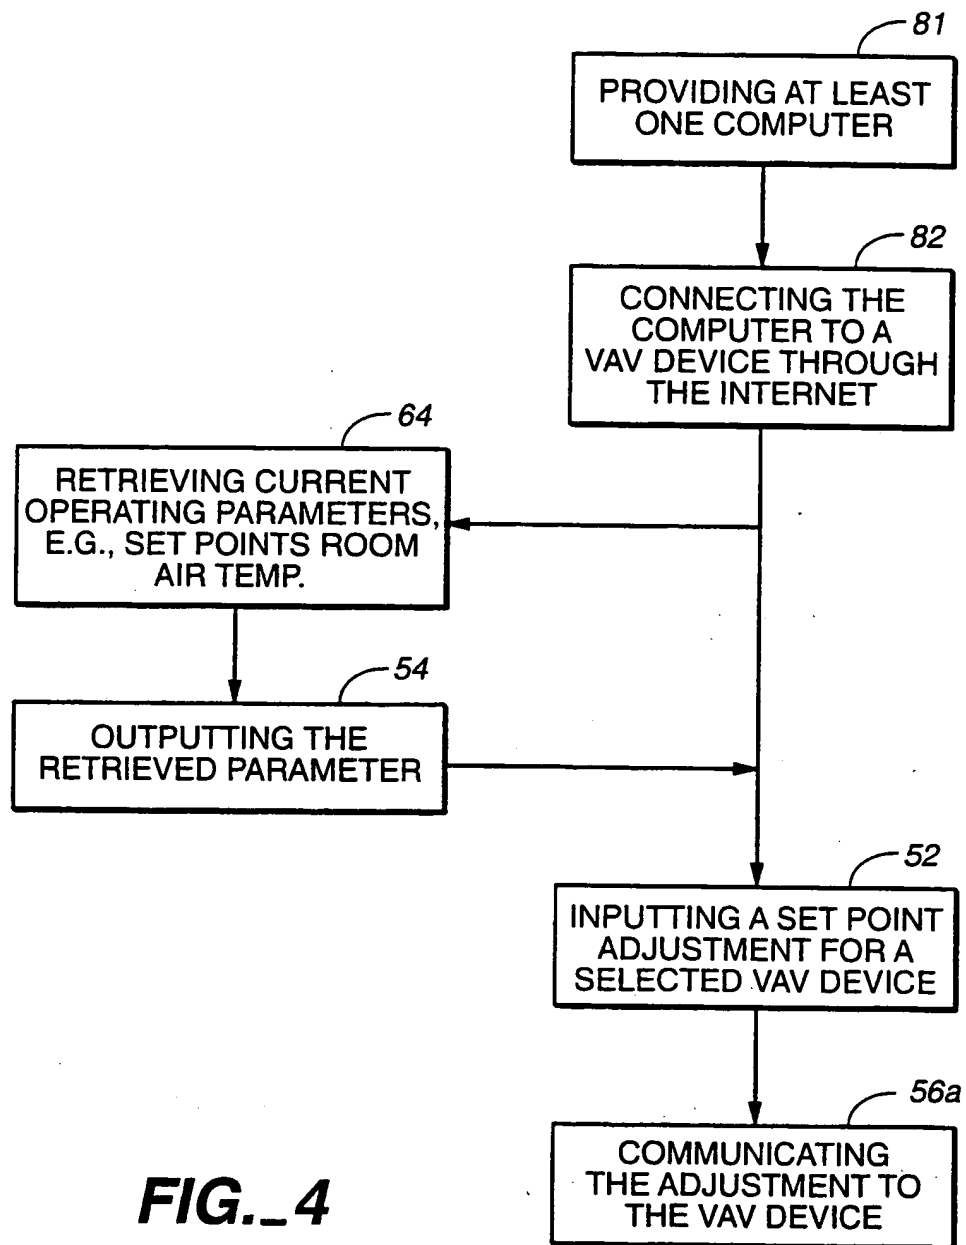 81
PROVIDING AT LEAST
ONE COMPUTER
82
CONNECTING THE
COMPUTER TO A
VAV DEVICE THROUGH
THE INTERNET
64
RETRIEVING CURRENT
OPERATING PARAMETERS,
E.G., SET POINTS ROOM
AIR TEMP.
54
OUTPUTTING THE
RETRIEVED PARAMETER
52
INPUTTING A SET POINT
ADJUSTMENT FOR A
SELECTED VAV DEVICE
56a
COMMUNICATING
THE ADJUSTMENT TO
THE VAV DEVICE
FIG._4